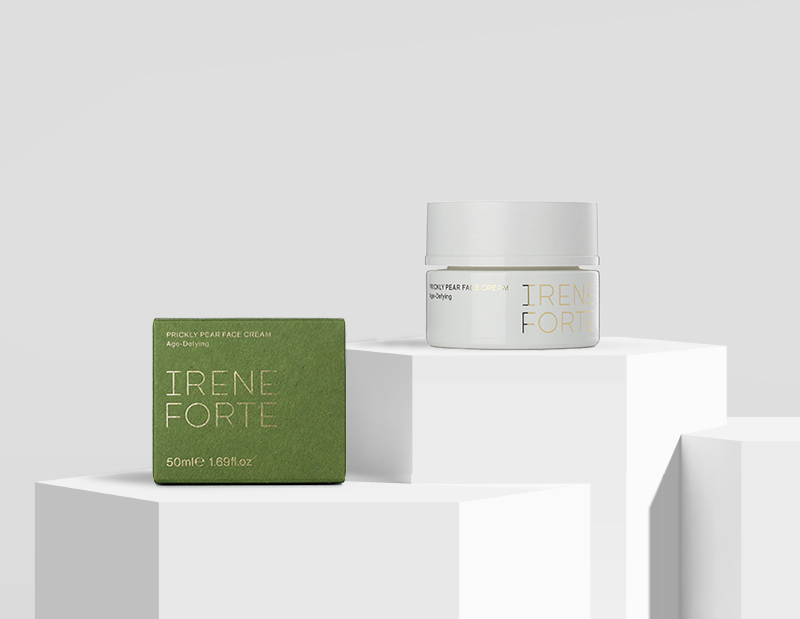 PRICKLY PEAR FACE CREAM
Age-Defying
IRENE
FORTE
50ml℮ 1.69fl.oz
PRICKLY PEAR FACE CREAM
Age-Defying
IRENE
FORTE